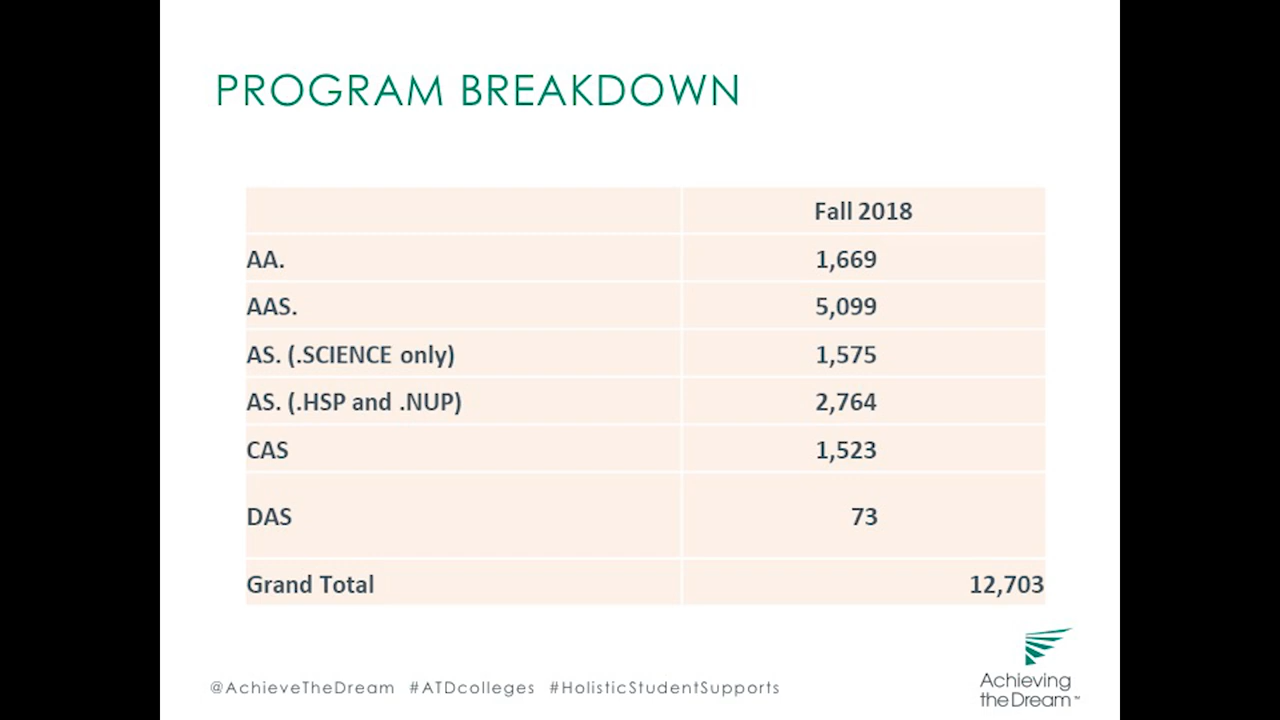 PROGRAM BREAKDOWN
Fall 2018
AA. 1,669
AAS. 5,099
AS. (.SCIENCE only) 1,575
AS. (.HSP and .NUP) 2,764
CAS 1,523
DAS 73
Grand Total 12,703
@AchieveTheDream #ATDcolleges #HolisticStudentSupports
Achieving
the Dream™